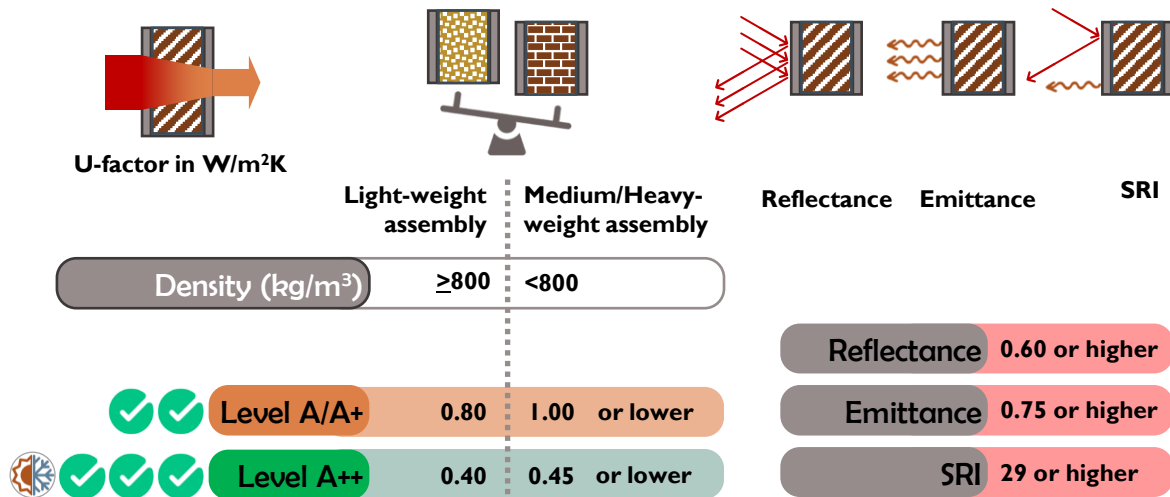 U-factor in W/m²K
Light-weight assembly
Medium/Heavy-weight assembly
Reflectance
Emittance
SRI
Density (kg/m³) ≥800 <800
Reflectance 0.60 or higher
Level A/A+ 0.80 1.00 or lower
Emittance 0.75 or higher
Level A++ 0.40 0.45 or lower
SRI 29 or higher